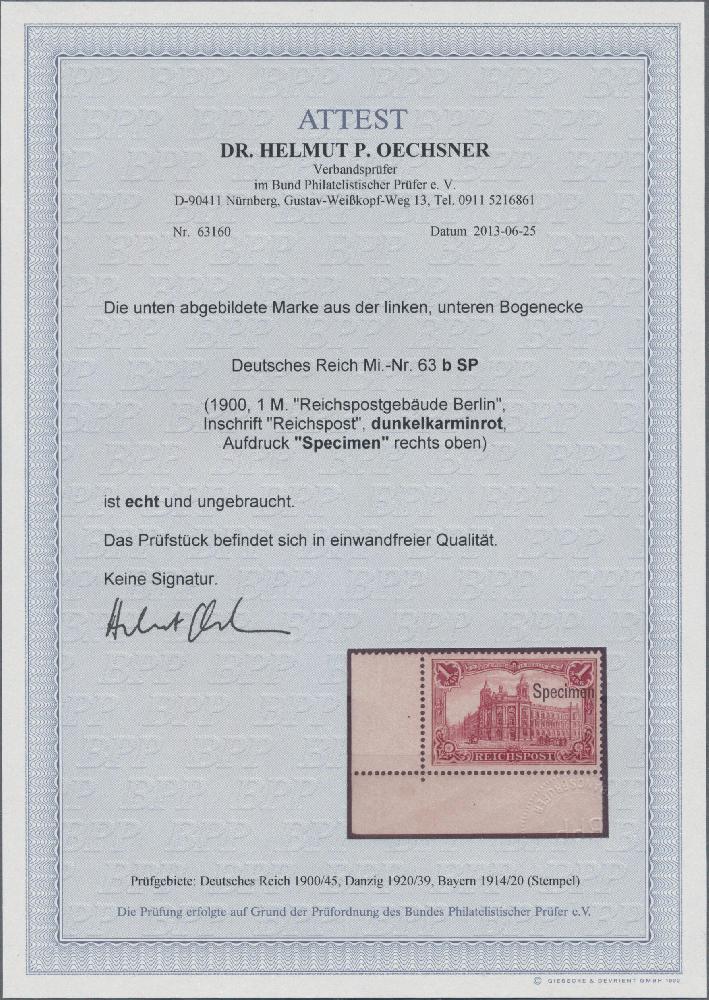 ATTEST
DR. HELMUT P. OECHSNER
Verbandsprüfer
im Bund Philatelistischer Prüfer e. V.
D-90411 Nürnberg, Gustav-Weißkopf-Weg 13, Tel. 0911 5216861
Nr. 63160 Datum 2013-06-25
Die unten abgebildete Marke aus der linken, unteren Bogenecke
Deutsches Reich Mi.-Nr. 63 b SP
(1900, 1 M. "Reichspostgebäude Berlin",
Inschrift "Reichspost", dunkelkarminrot,
Aufdruck "Specimen" rechts oben)
ist echt und ungebraucht.
Das Prüfstück befindet sich in einwandfreier Qualität.
Keine Signatur.
Specimen
REICHSPOST
Prüfgebiete: Deutsches Reich 1900/45, Danzig 1920/39, Bayern 1914/20 (Stempel)
Die Prüfung erfolgte auf Grund der Prüfordnung des Bundes Philatelistischer Prüfer e.V.
© GIESECKE & DEVRIENT GMBH 1992